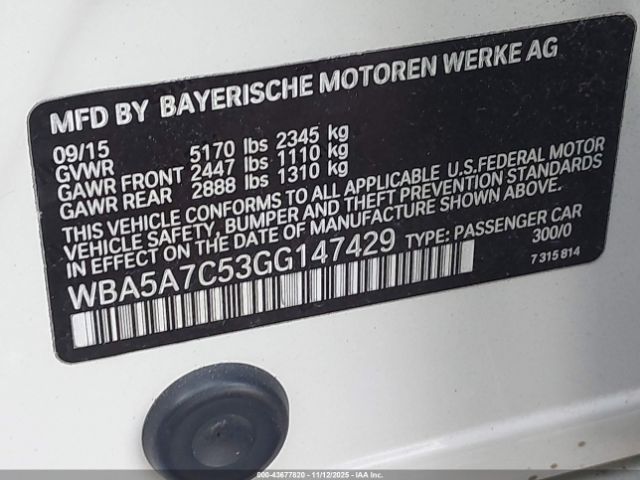 MFD BY BAYERISCHE MOTOREN WERKE AG
09/15
GVWR 5170 lbs 2345 kg
GAWR FRONT 2447 lbs 1110 kg
GAWR REAR 2888 lbs 1310 kg
THIS VEHICLE CONFORMS TO ALL APPLICABLE U.S.FEDERAL MOTOR
VEHICLE SAFETY, BUMPER AND THEFT PREVENTION STANDARDS
IN EFFECT ON THE DATE OF MANUFACTURE SHOWN ABOVE.
WBA5A7C53GG147429 TYPE: PASSENGER CAR
300/0
7 315 814
000-43677820 - 11/12/2025 - IAAI.COM